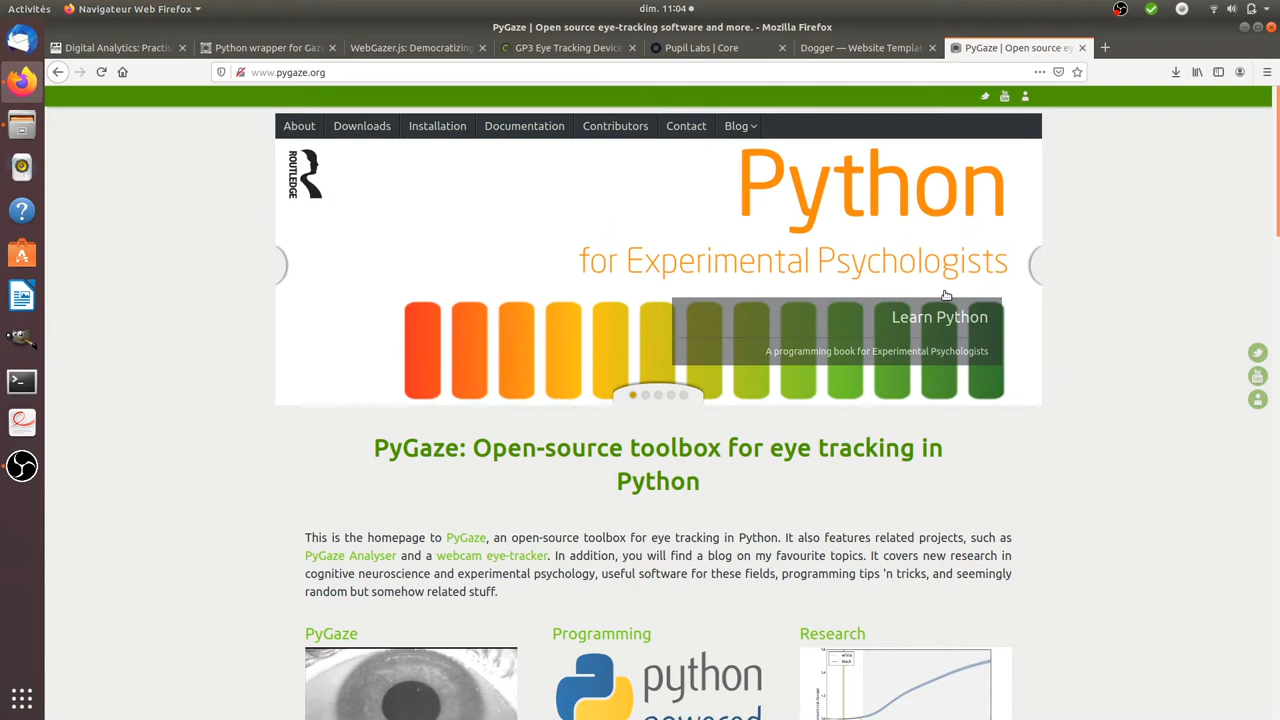 Activités
Navigateur Web Firefox
dim. 11:04
PyGaze | Open source eye-tracking software and more. - Mozilla Firefox
Digital Analytics: Practis
Python wrapper for Gaze
WebGazer.js: Democratizing
GP3 Eye Tracking Device
Pupil Labs | Core
Dogger — Website Templat
PyGaze | Open source ey
www.pygaze.org
About
Downloads
Installation
Documentation
Contributors
Contact
Blog
ROUTLEDGE
Python
for Experimental Psychologists
Learn Python
A programming book for Experimental Psychologists
PyGaze: Open-source toolbox for eye tracking in
Python
This is the homepage to PyGaze, an open-source toolbox for eye tracking in Python. It also features related projects, such as
PyGaze Analyser and a webcam eye-tracker. In addition, you will find a blog on my favourite topics. It covers new research in
cognitive neuroscience and experimental psychology, useful software for these fields, programming tips 'n tricks, and seemingly
random but somehow related stuff.
PyGaze
Programming
Research
python
powered